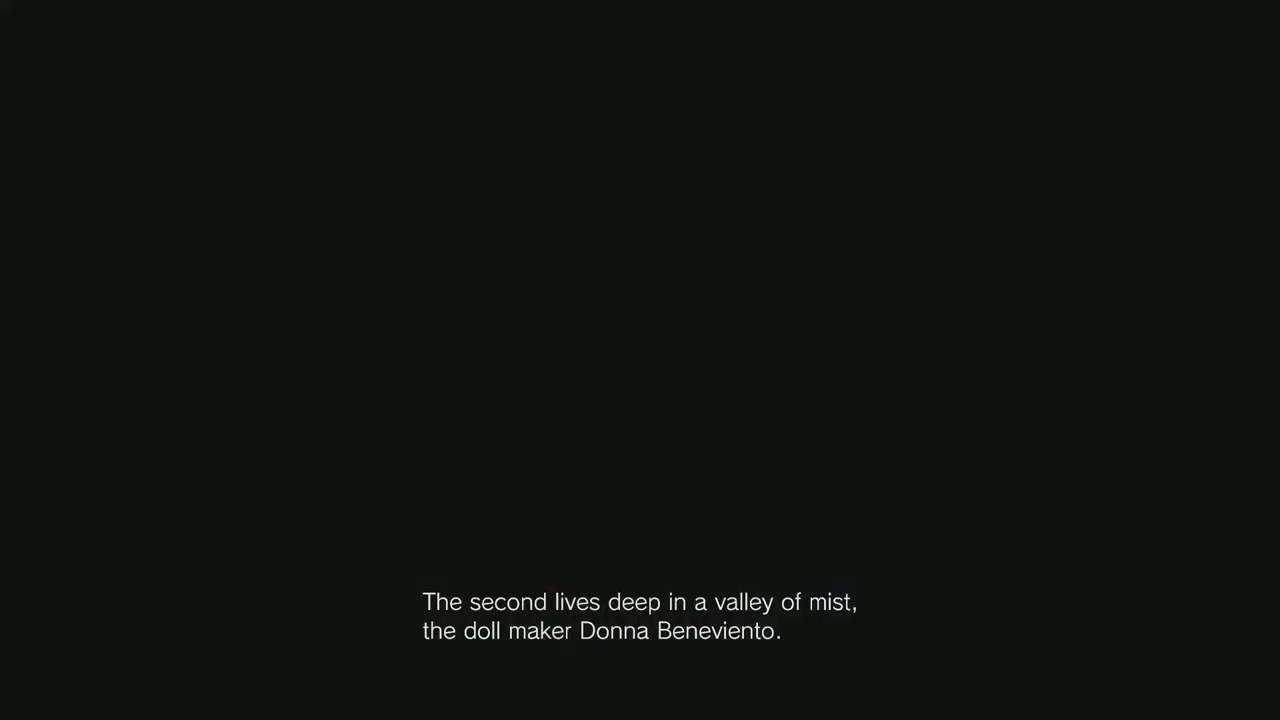 The second lives deep in a valley of mist,
the doll maker Donna Beneviento.